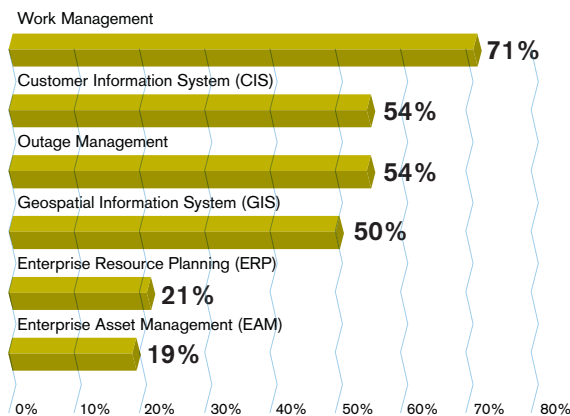 Work Management
71%
Customer Information System (CIS)
54%
Outage Management
54%
Geospatial Information System (GIS)
50%
Enterprise Resource Planning (ERP)
21%
Enterprise Asset Management (EAM)
19%
0% 10% 20% 30% 40% 50% 60% 70% 80%